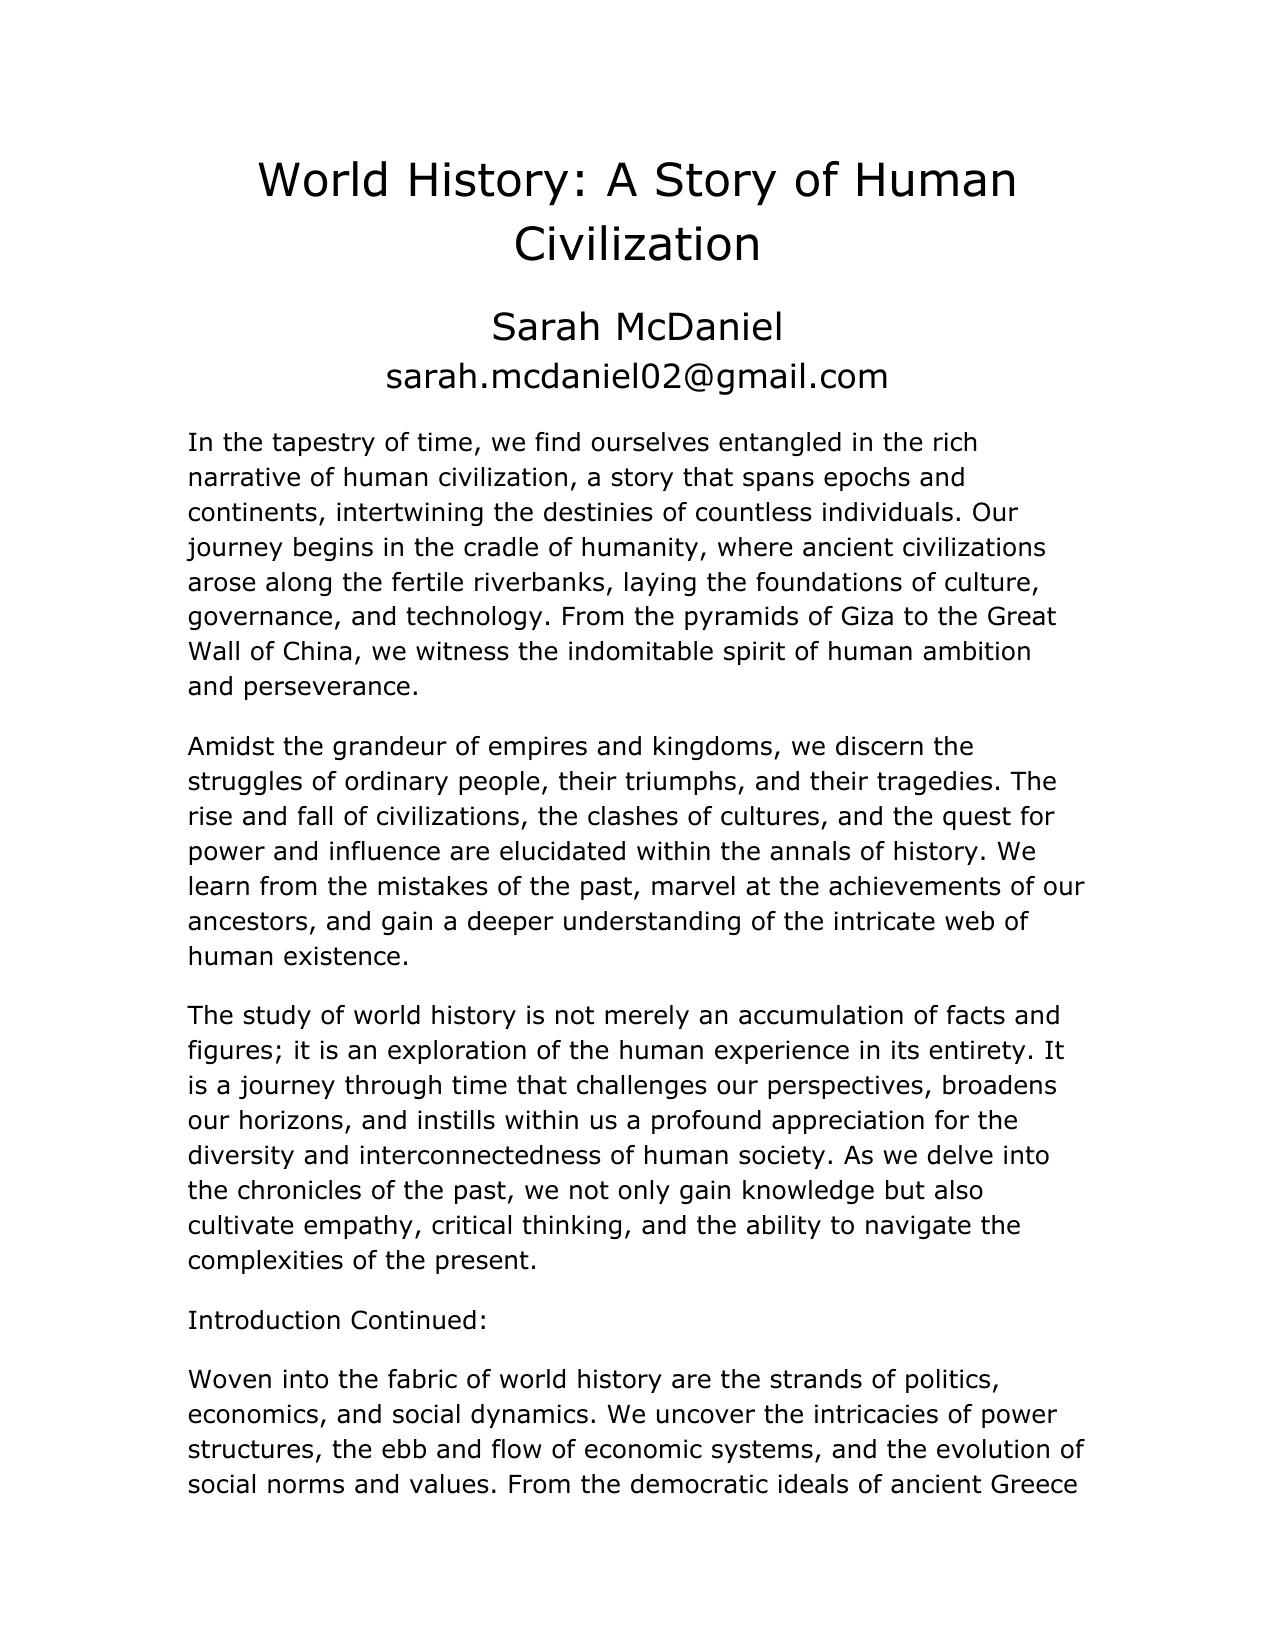 World History: A Story of Human
Civilization
Sarah McDaniel
sarah.mcdaniel02@gmail.com
In the tapestry of time, we find ourselves entangled in the rich
narrative of human civilization, a story that spans epochs and
continents, intertwining the destinies of countless individuals. Our
journey begins in the cradle of humanity, where ancient civilizations
arose along the fertile riverbanks, laying the foundations of culture,
governance, and technology. From the pyramids of Giza to the Great
Wall of China, we witness the indomitable spirit of human ambition
and perseverance.
Amidst the grandeur of empires and kingdoms, we discern the
struggles of ordinary people, their triumphs, and their tragedies. The
rise and fall of civilizations, the clashes of cultures, and the quest for
power and influence are elucidated within the annals of history. We
learn from the mistakes of the past, marvel at the achievements of our
ancestors, and gain a deeper understanding of the intricate web of
human existence.
The study of world history is not merely an accumulation of facts and
figures; it is an exploration of the human experience in its entirety. It
is a journey through time that challenges our perspectives, broadens
our horizons, and instills within us a profound appreciation for the
diversity and interconnectedness of human society. As we delve into
the chronicles of the past, we not only gain knowledge but also
cultivate empathy, critical thinking, and the ability to navigate the
complexities of the present.
Introduction Continued:
Woven into the fabric of world history are the strands of politics,
economics, and social dynamics. We uncover the intricacies of power
structures, the ebb and flow of economic systems, and the evolution of
social norms and values. From the democratic ideals of ancient Greece